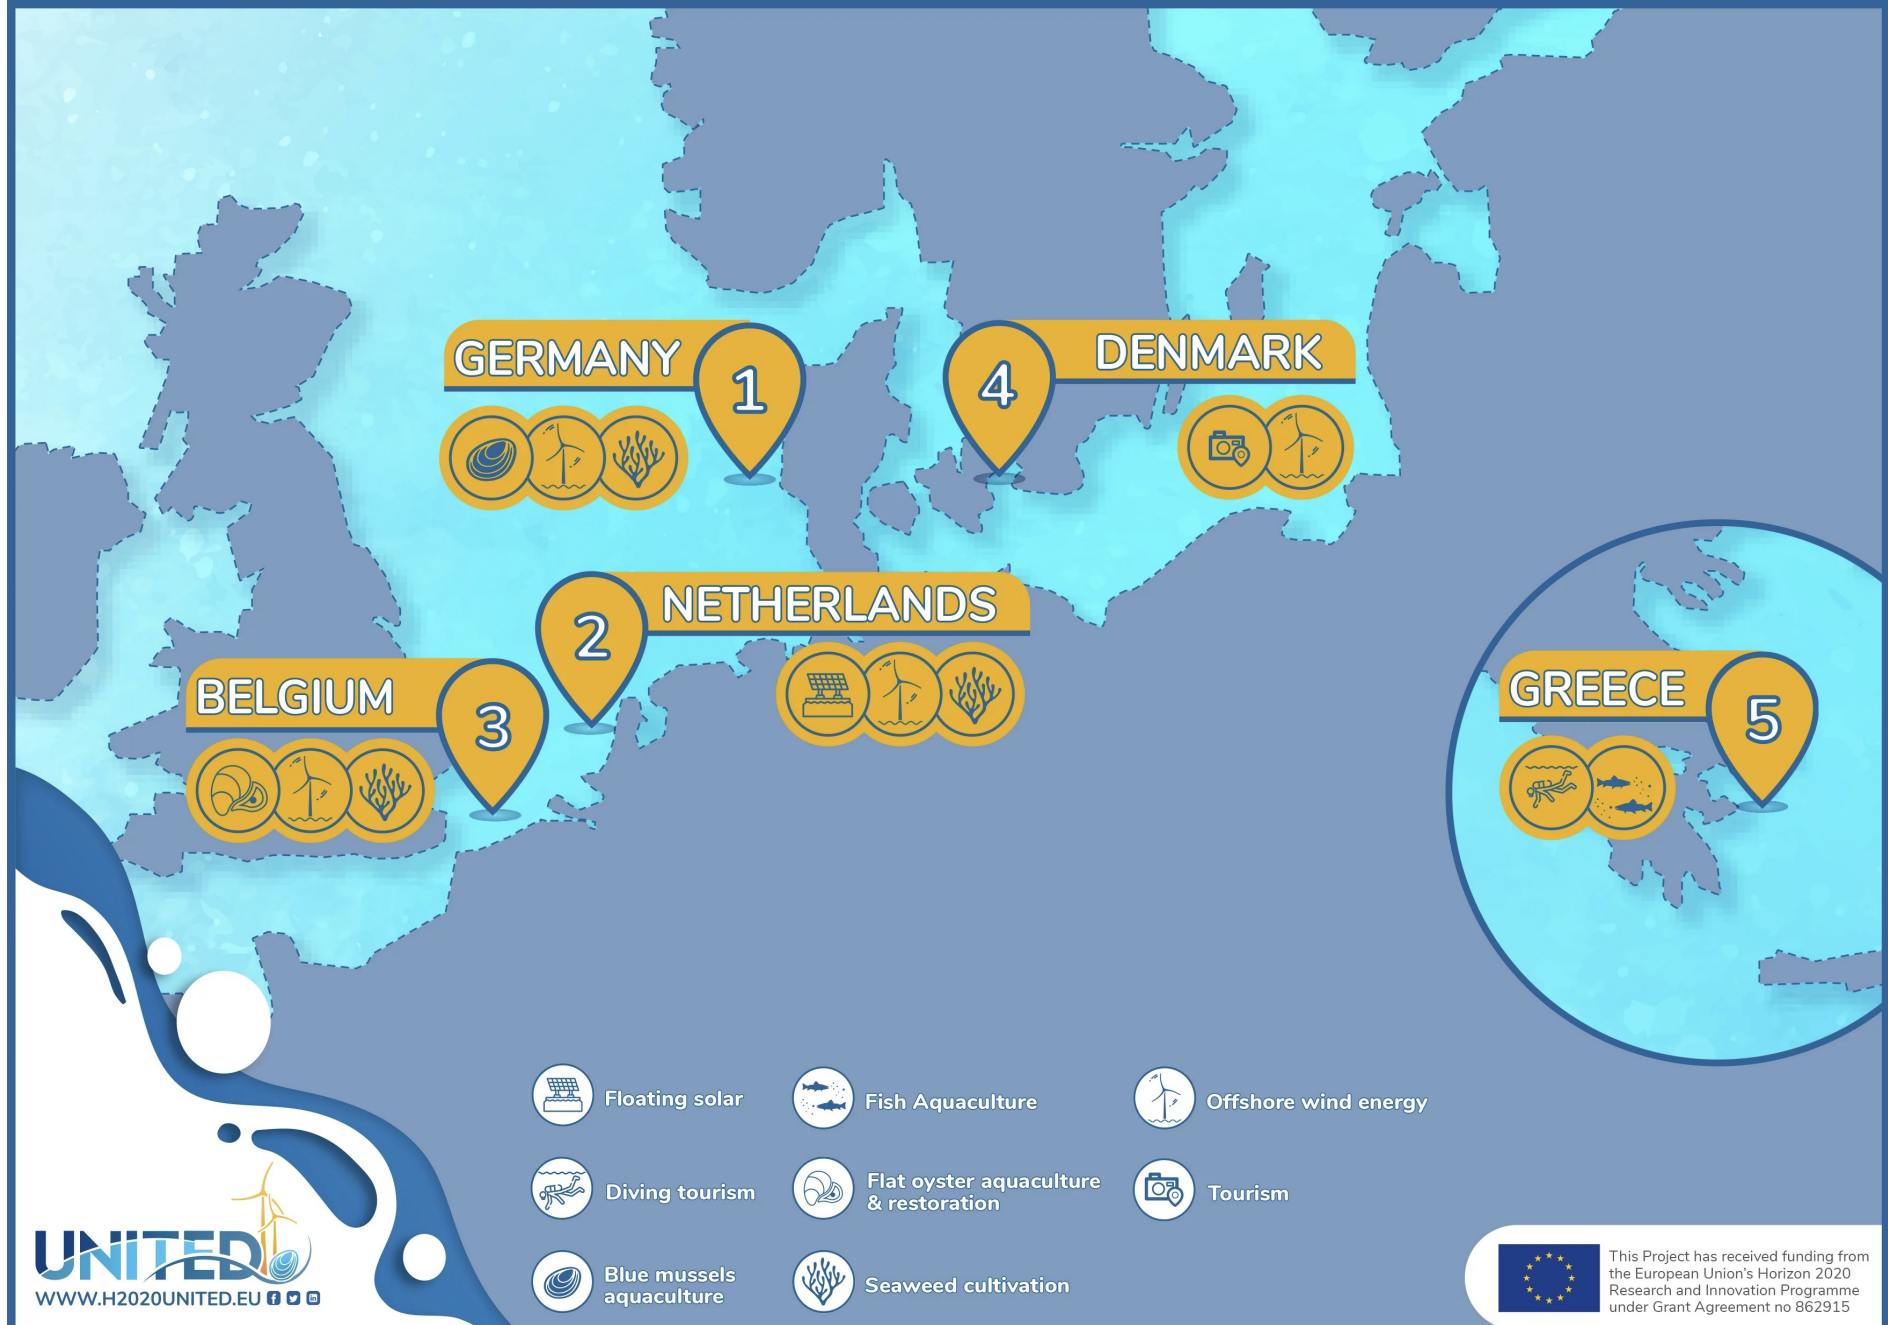 GERMANY
1
4
DENMARK
2
NETHERLANDS
BELGIUM
3
GREECE
5
Floating solar
Fish Aquaculture
Offshore wind energy
Diving tourism
Flat oyster aquaculture
& restoration
Tourism
Blue mussels
aquaculture
Seaweed cultivation
UNITED
WWW.H2020UNITED.EU
This Project has received funding from
the European Union's Horizon 2020
Research and Innovation Programme
under Grant Agreement no 862915